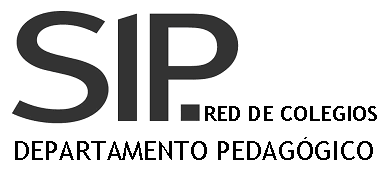 SIP.
RED DE COLEGIOS
DEPARTAMENTO PEDAGÓGICO